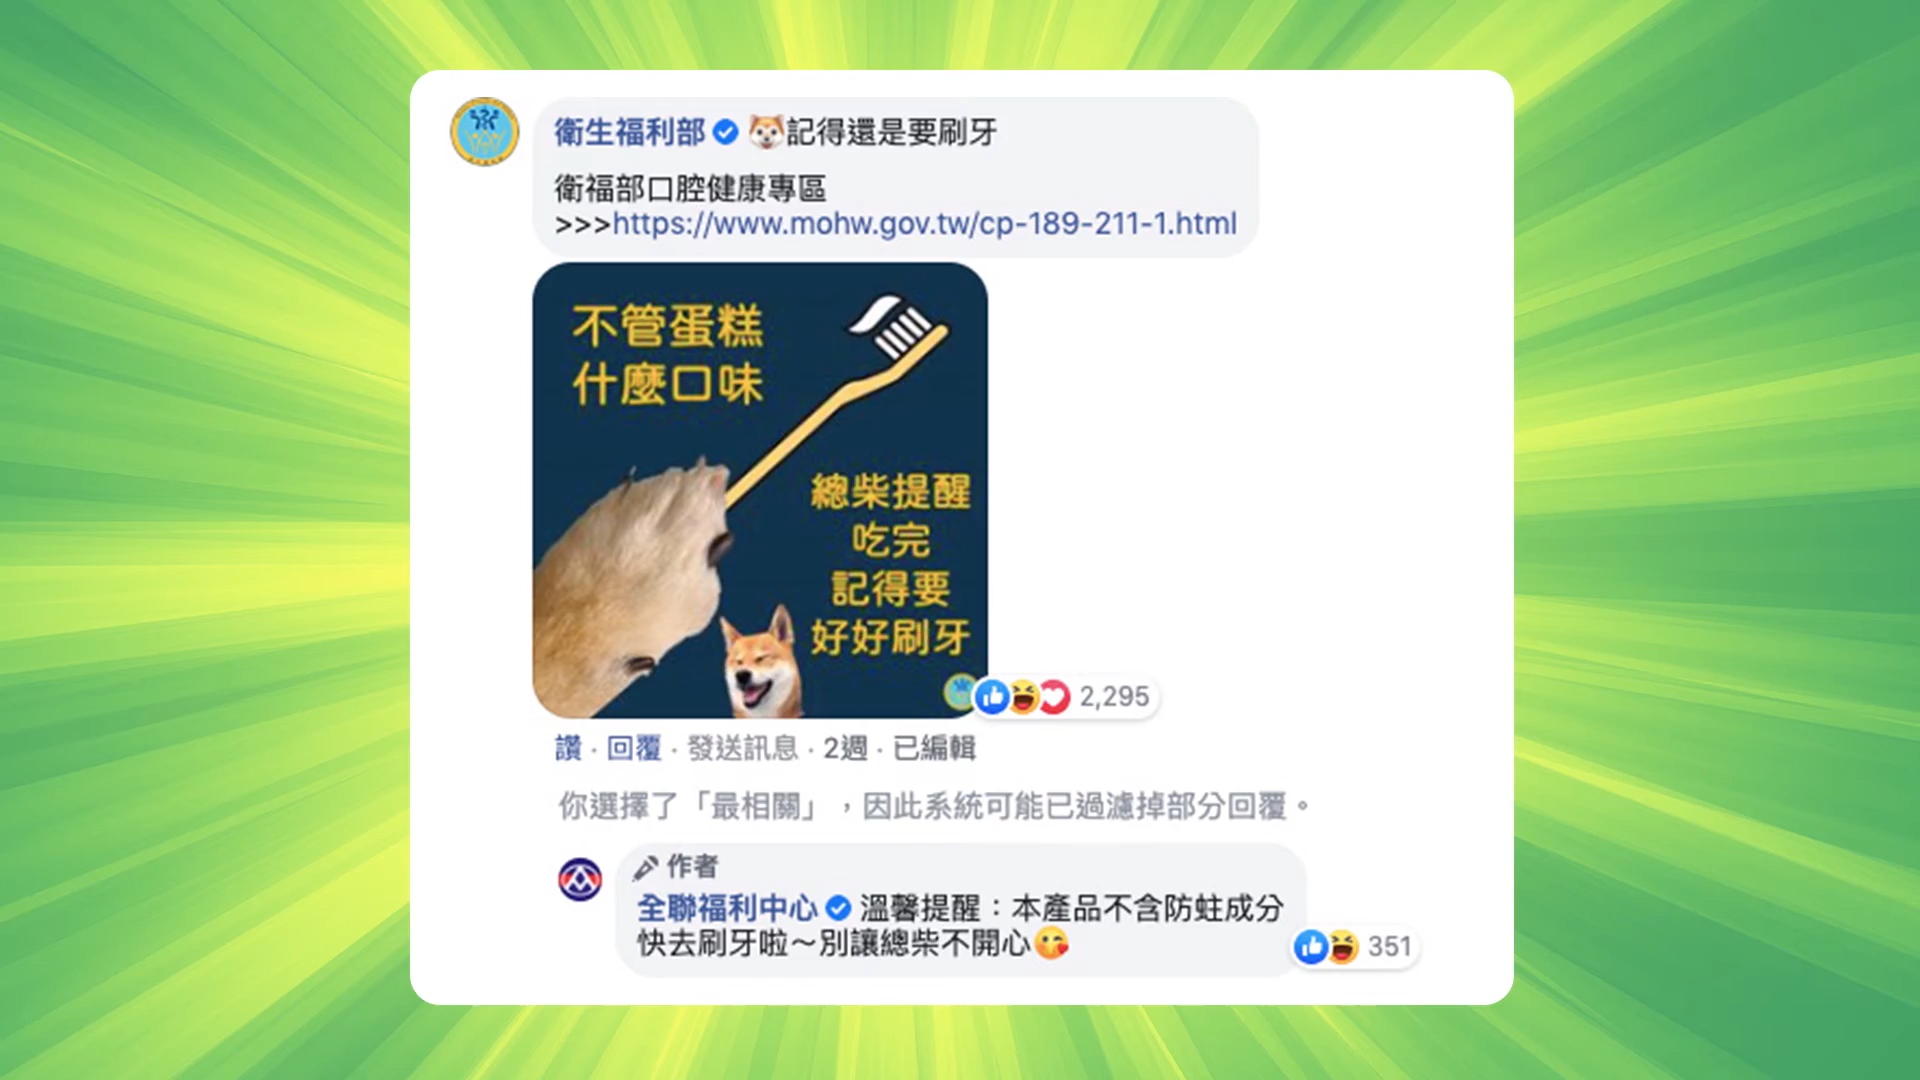 衛生福利部 記得還是要刷牙
衛福部口腔健康專區
>>>https://www.mohw.gov.tw/cp-189-211-1.html
不管蛋糕
什麼口味
總柴提醒
吃完
記得要
好好刷牙
2,295
讚 · 回覆 · 發送訊息 · 2週 · 已編輯
你選擇了「最相關」，因此系統可能已過濾掉部分回覆。
作者
全聯福利中心 溫馨提醒：本產品不含防蛀成分
快去刷牙啦～別讓總柴不開心😘
351